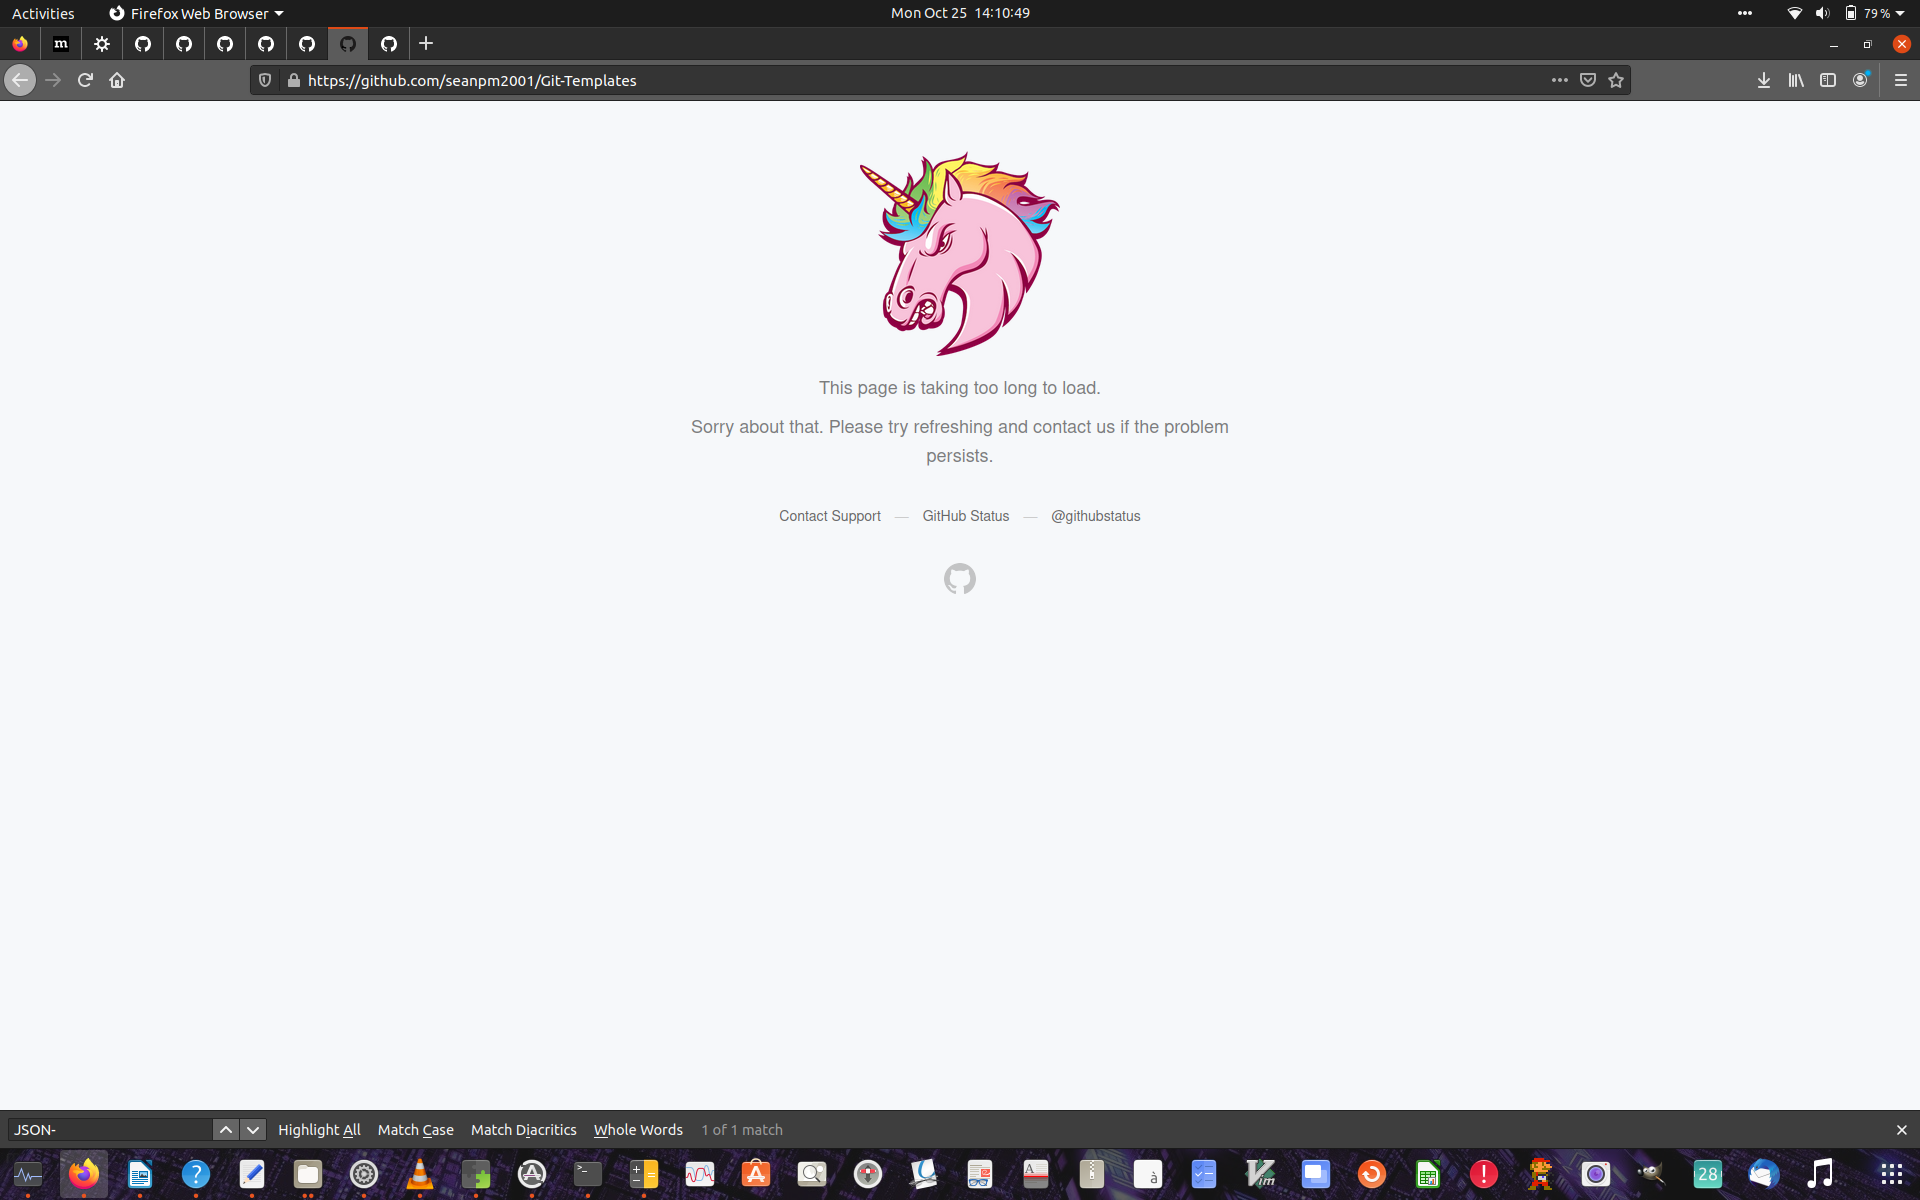 Activities
Firefox Web Browser
Mon Oct 25 14:10:49
79 %
m
https://github.com/seanpm2001/Git-Templates
This page is taking too long to load.
Sorry about that. Please try refreshing and contact us if the problem
persists.
Contact Support — GitHub Status — @githubstatus
JSON-
Highlight All
Match Case
Match Diacritics
Whole Words
1 of 1 match
?
>_
A
à
Vim
!
28